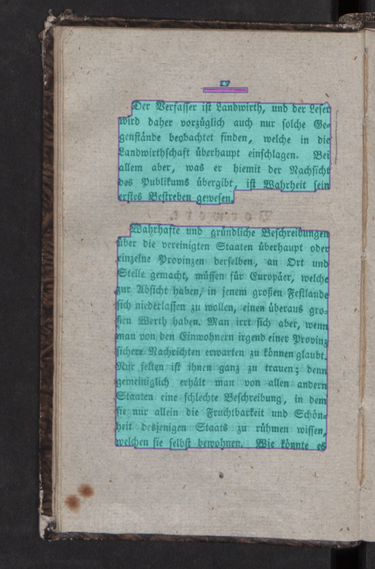 Der Verfasser ist Landwirth, und der Leser
wird daher vorzüglich auch nur solche Ge-
genstände beobachtet finden, welche in die
Landwirthschaft überhaupt einschlagen. Bei
allem aber, was er hiemit der Nachsicht
des Publikums übergibt, ist Wahrheit sein
erstes Bestreben gewesen.
Wahrhafte und gründliche Beschreibungen
über die vereinigten Staaten überhaupt oder
einzelne Provinzen derselben, an Ort und
Stelle gemacht, müssen für Europäer, welche
zur Absicht haben, in jenem großen Festlande
sich niederlassen zu wollen, einen überaus gro-
ßen Werth haben. Man irrt sich aber, wenn
man von den Einwohnern irgend einer Provinz
sichere Nachrichten erwarten zu können glaubt.
Nur selten ist ihnen ganz zu trauen; denn
gemeiniglich erhält man von allen andern
Staaten eine schlechte Beschreibung, in dem
sie nur allein die Fruchtbarkeit und Schön-
heit desjenigen Staats zu rühmen wissen,
welchen sie selbst bewohnen. Wie könnte es